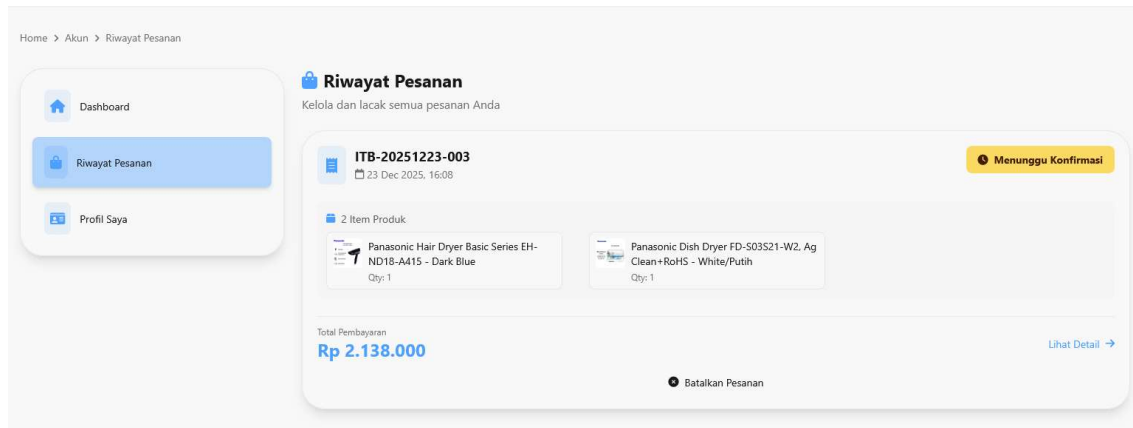 Home > Akun > Riwayat Pesanan
Dashboard
Riwayat Pesanan
Profil Saya
Riwayat Pesanan
Kelola dan lacak semua pesanan Anda
ITB-20251223-003
23 Dec 2025, 16:08
Menunggu Konfirmasi
2 Item Produk
Panasonic Hair Dryer Basic Series EH-
ND18-A415 - Dark Blue
Qty: 1
Panasonic Dish Dryer FD-S03S21-W2, Ag
Clean+RoHS - White/Putih
Qty: 1
Total Pembayaran
Rp 2.138.000
Lihat Detail →
Batalkan Pesanan